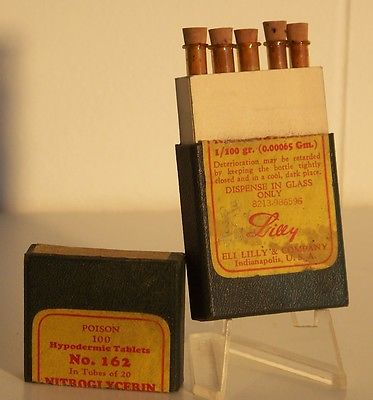 1/100 gr. (0.00065 Gm.)
Deterioration may be retarded
by keeping the bottle tightly
closed and in a cool, dark place.
DISPENSE IN GLASS
ONLY
8213-986596
Lilly
ELI LILLY & COMPANY
Indianapolis, U. S. A.
POISON
100
Hypodermic Tablets
No. 162
In Tubes of 20
NITROGLYCERIN